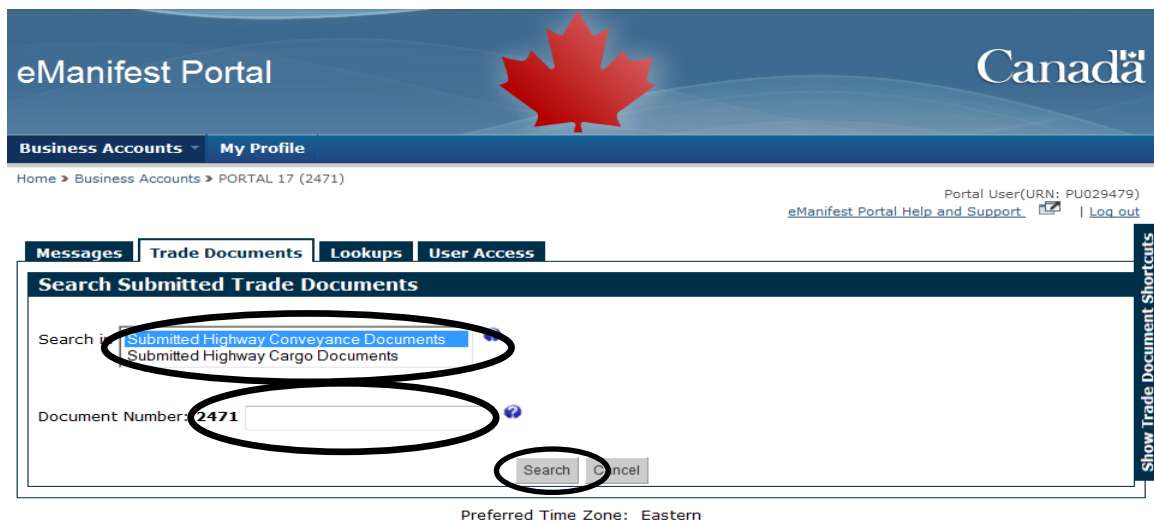 eManifest Portal
Canada
Business Accounts My Profile
Home > Business Accounts > PORTAL 17 (2471)
Portal User(URN: PU029479)
eManifest Portal Help and Support | Log out
Messages Trade Documents Lookups User Access
Show Trade Document Shortcuts
Search Submitted Trade Documents
Search in Submitted Highway Conveyance Documents
Submitted Highway Cargo Documents
Document Number: 2471
Search Cancel
Preferred Time Zone: Eastern